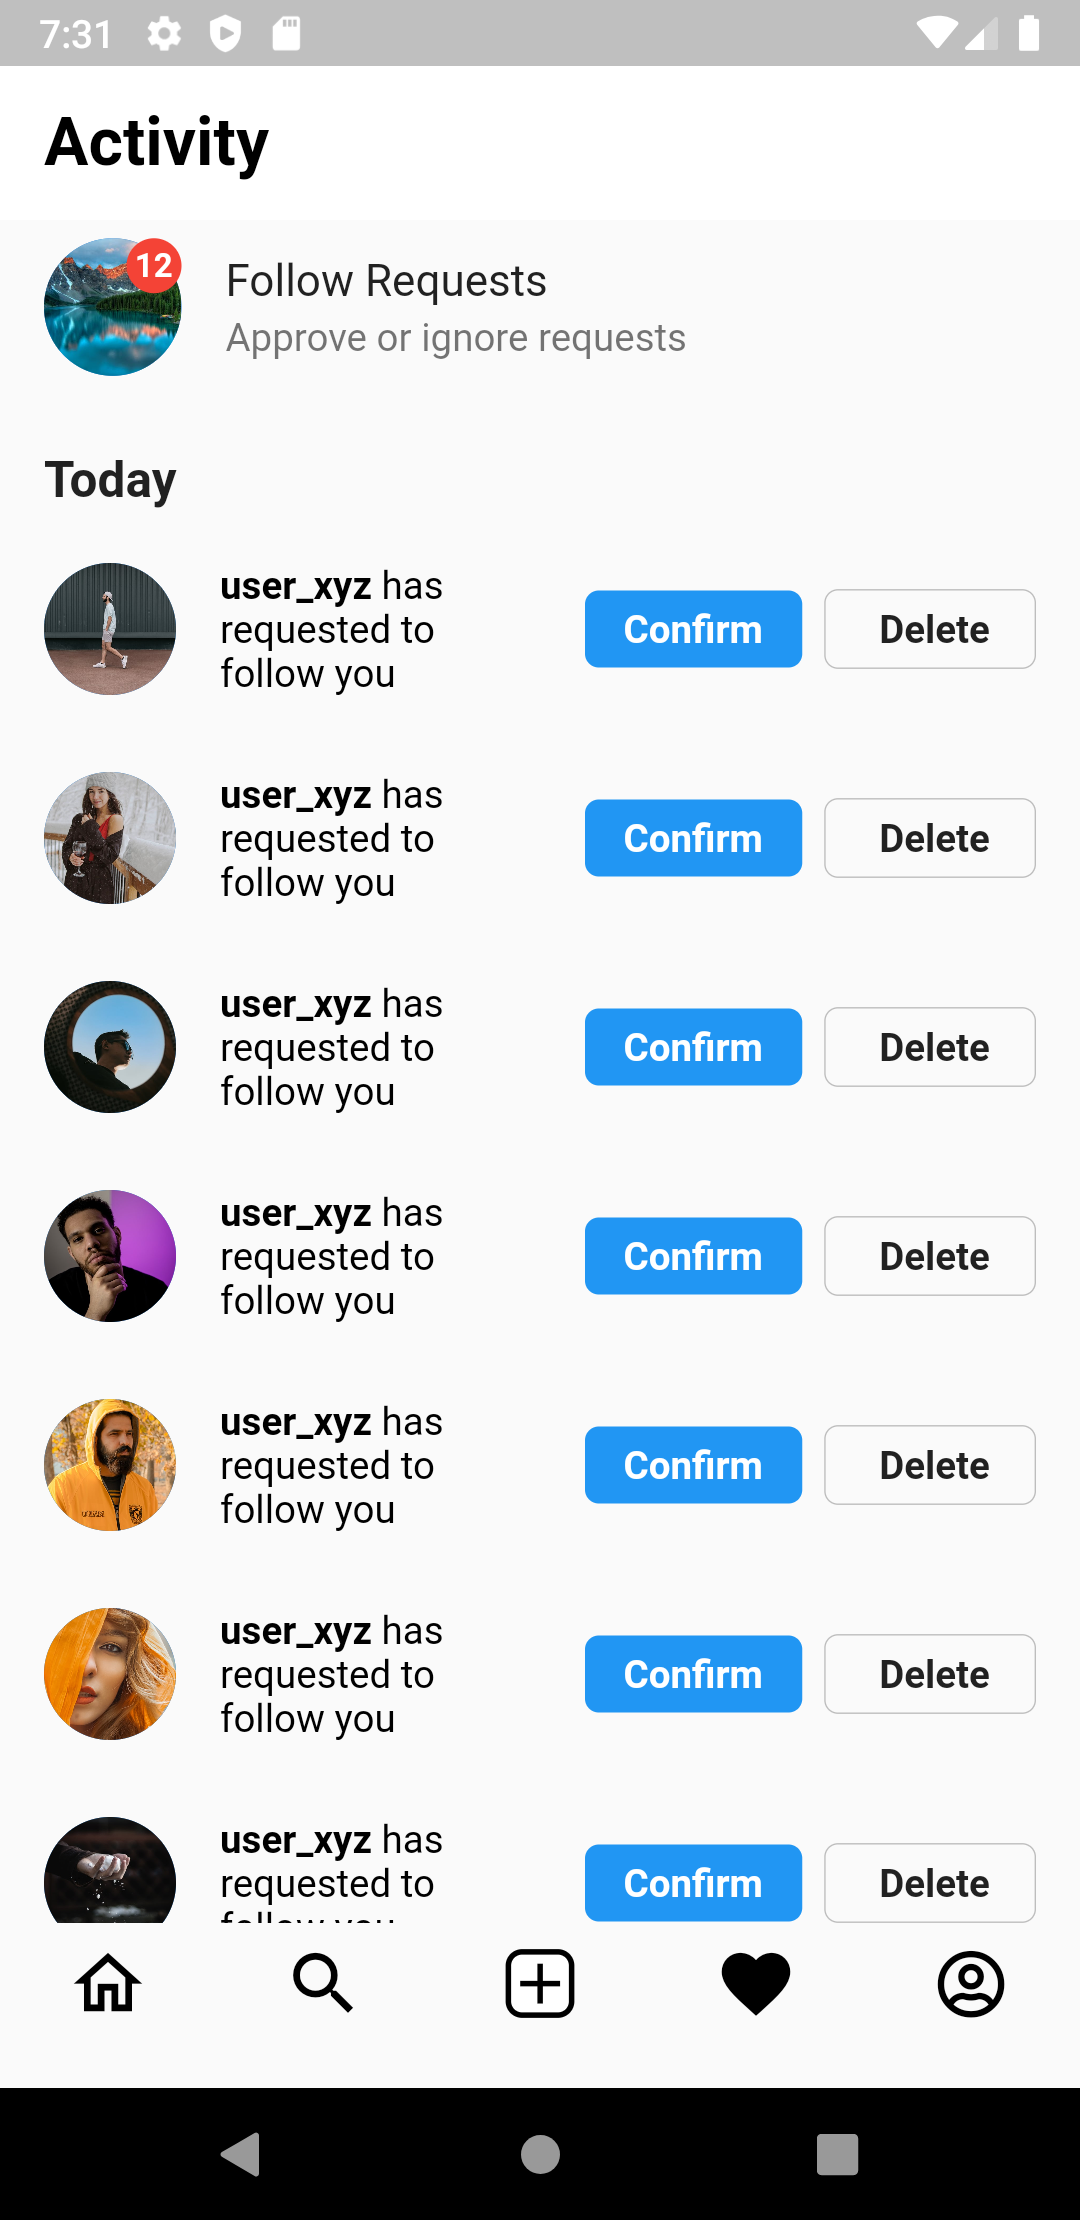 7:31
Activity
12
Follow Requests
Approve or ignore requests
Today
user_xyz has
requested to
follow you
Confirm
Delete
user_xyz has
requested to
follow you
Confirm
Delete
user_xyz has
requested to
follow you
Confirm
Delete
user_xyz has
requested to
follow you
Confirm
Delete
user_xyz has
requested to
follow you
Confirm
Delete
user_xyz has
requested to
follow you
Confirm
Delete
user_xyz has
requested to
follow you
Confirm
Delete